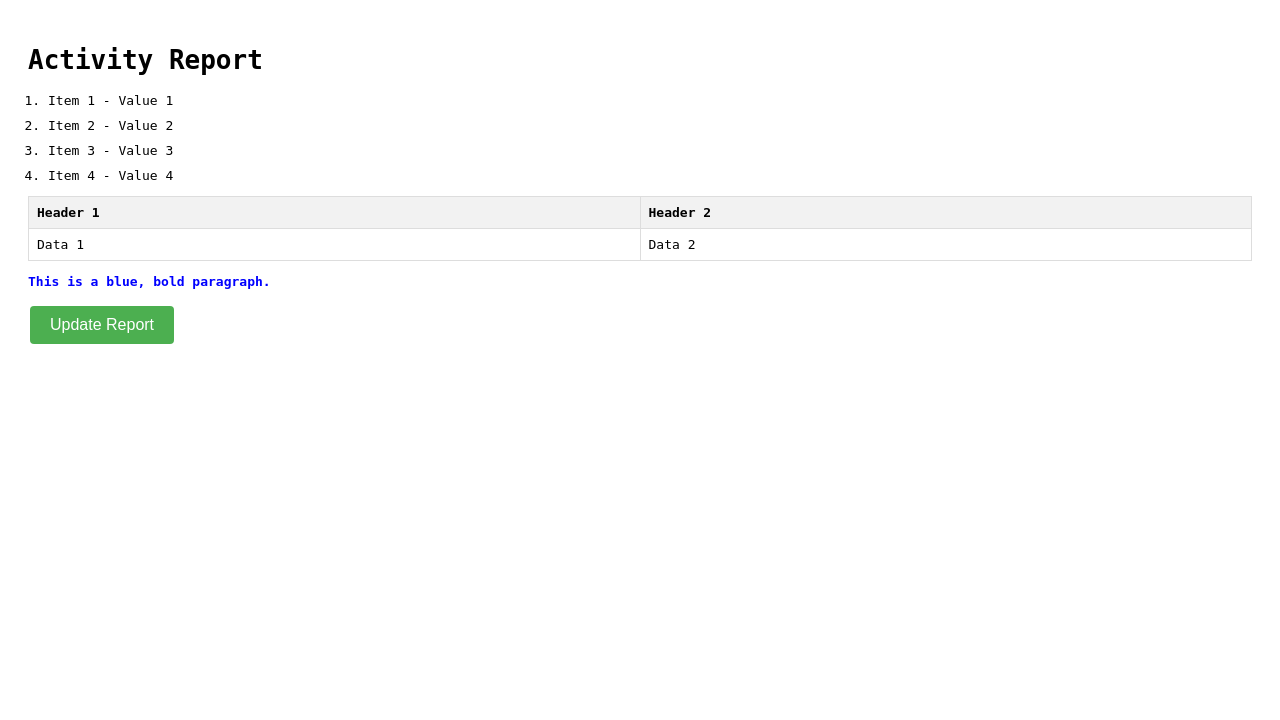 Activity Report
1. Item 1 - Value 1
2. Item 2 - Value 2
3. Item 3 - Value 3
4. Item 4 - Value 4
Header 1 Header 2
Data 1 Data 2
This is a blue, bold paragraph.
Update Report